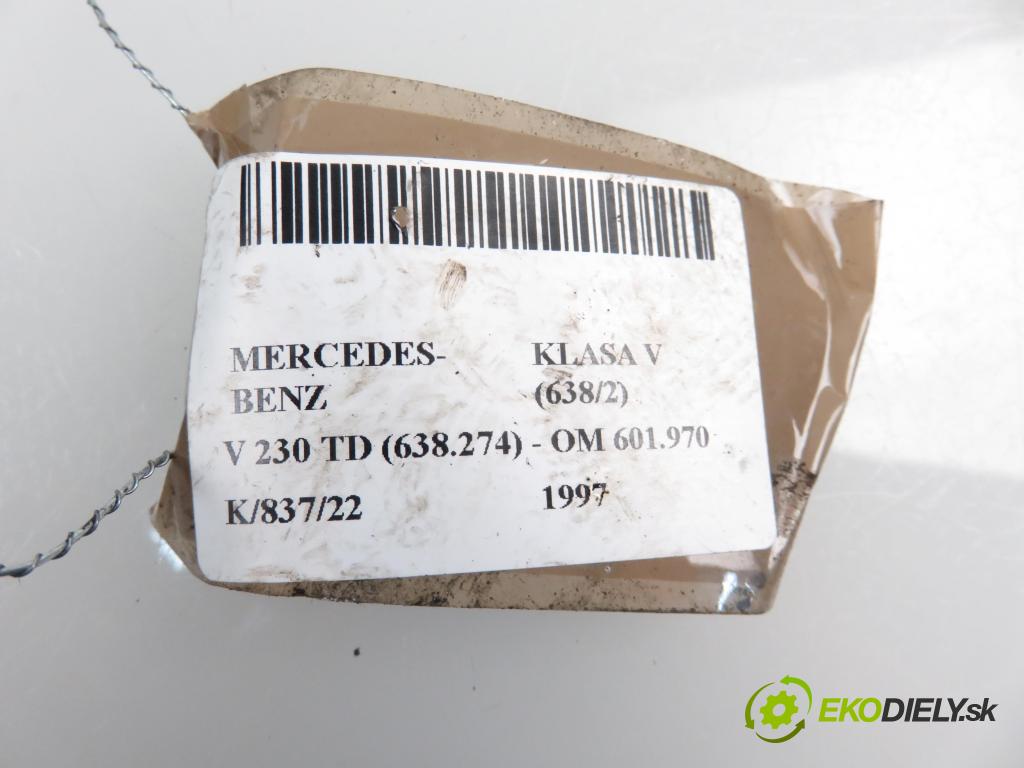 MERCEDES- KLASA V
BENZ (638/2)
V 230 TD (638.274) - OM 601.970
K/837/22 1997
EKODIELY.sk